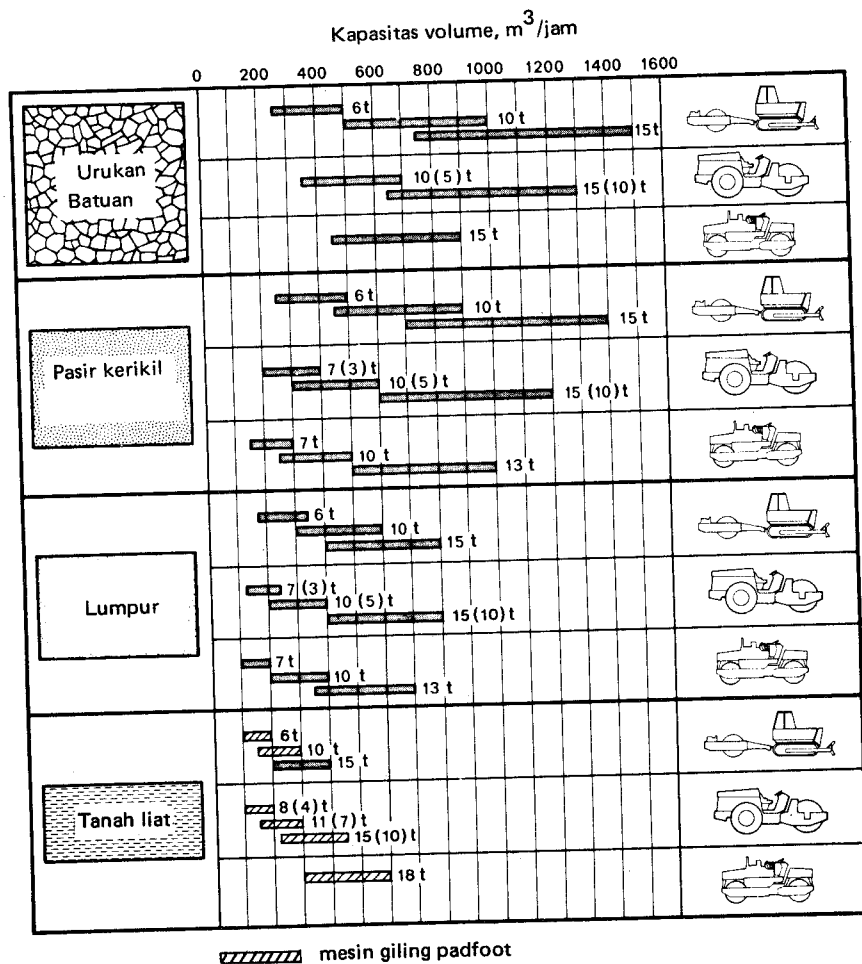 Kapasitas volume, m³/jam
0 200 400 600 800 1000 1200 1400 1600
Urukan
Batuan
6 t
10 t
15 t
10 (5) t
15 (10) t
15 t
Pasir kerikil
6 t
10 t
15 t
7 (3) t
10 (5) t
15 (10) t
7 t
10 t
13 t
Lumpur
6 t
10 t
15 t
7 (3) t
10 (5) t
15 (10) t
7 t
10 t
13 t
Tanah liat
6 t
10 t
15 t
8 (4) t
11 (7) t
15 (10) t
18 t
mesin giling padfoot